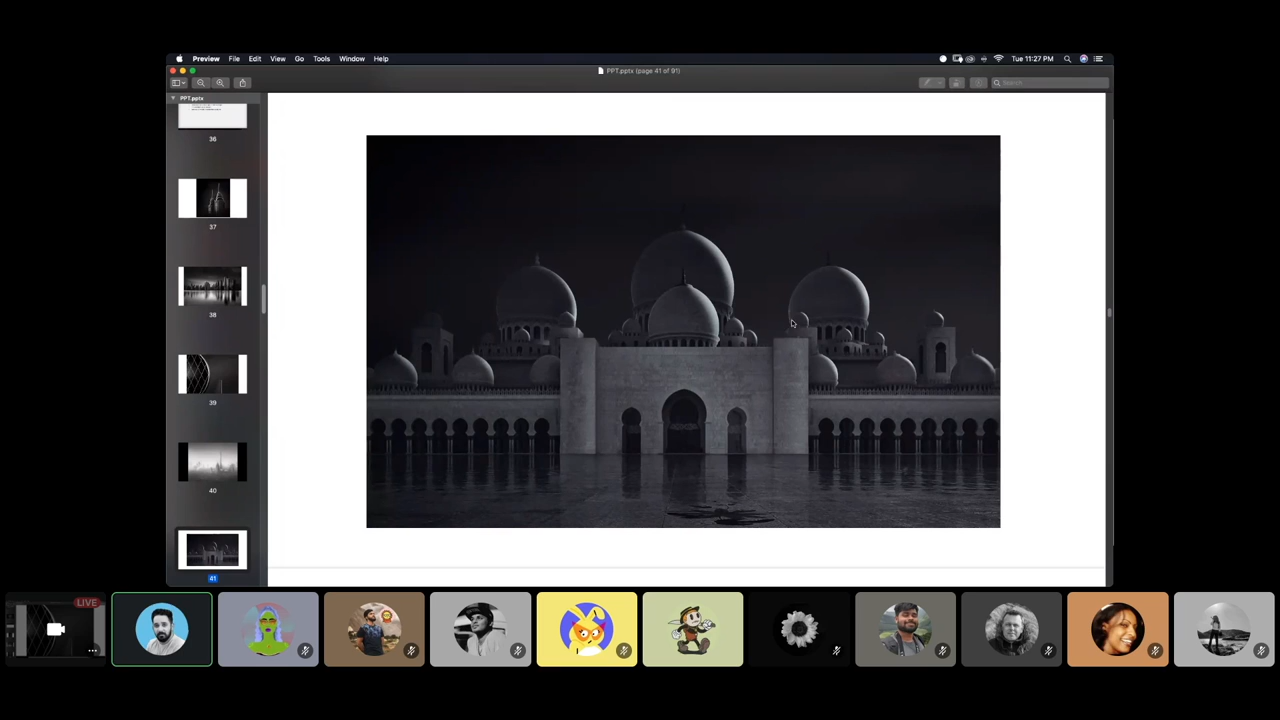 Preview File Edit View Go Tools Window Help Tue 11:27 PM
PPT.pptx (page 41 of 91)
Search
PPT.pptx
36
37
38
39
40
41
LIVE